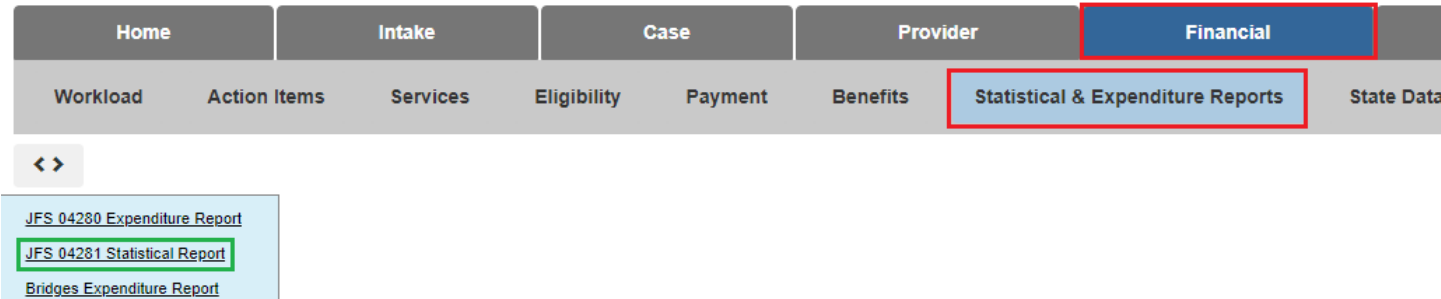 Home Intake Case Provider Financial
Workload Action Items Services Eligibility Payment Benefits Statistical & Expenditure Reports State Data
JFS 04280 Expenditure Report
JFS 04281 Statistical Report
Bridges Expenditure Report